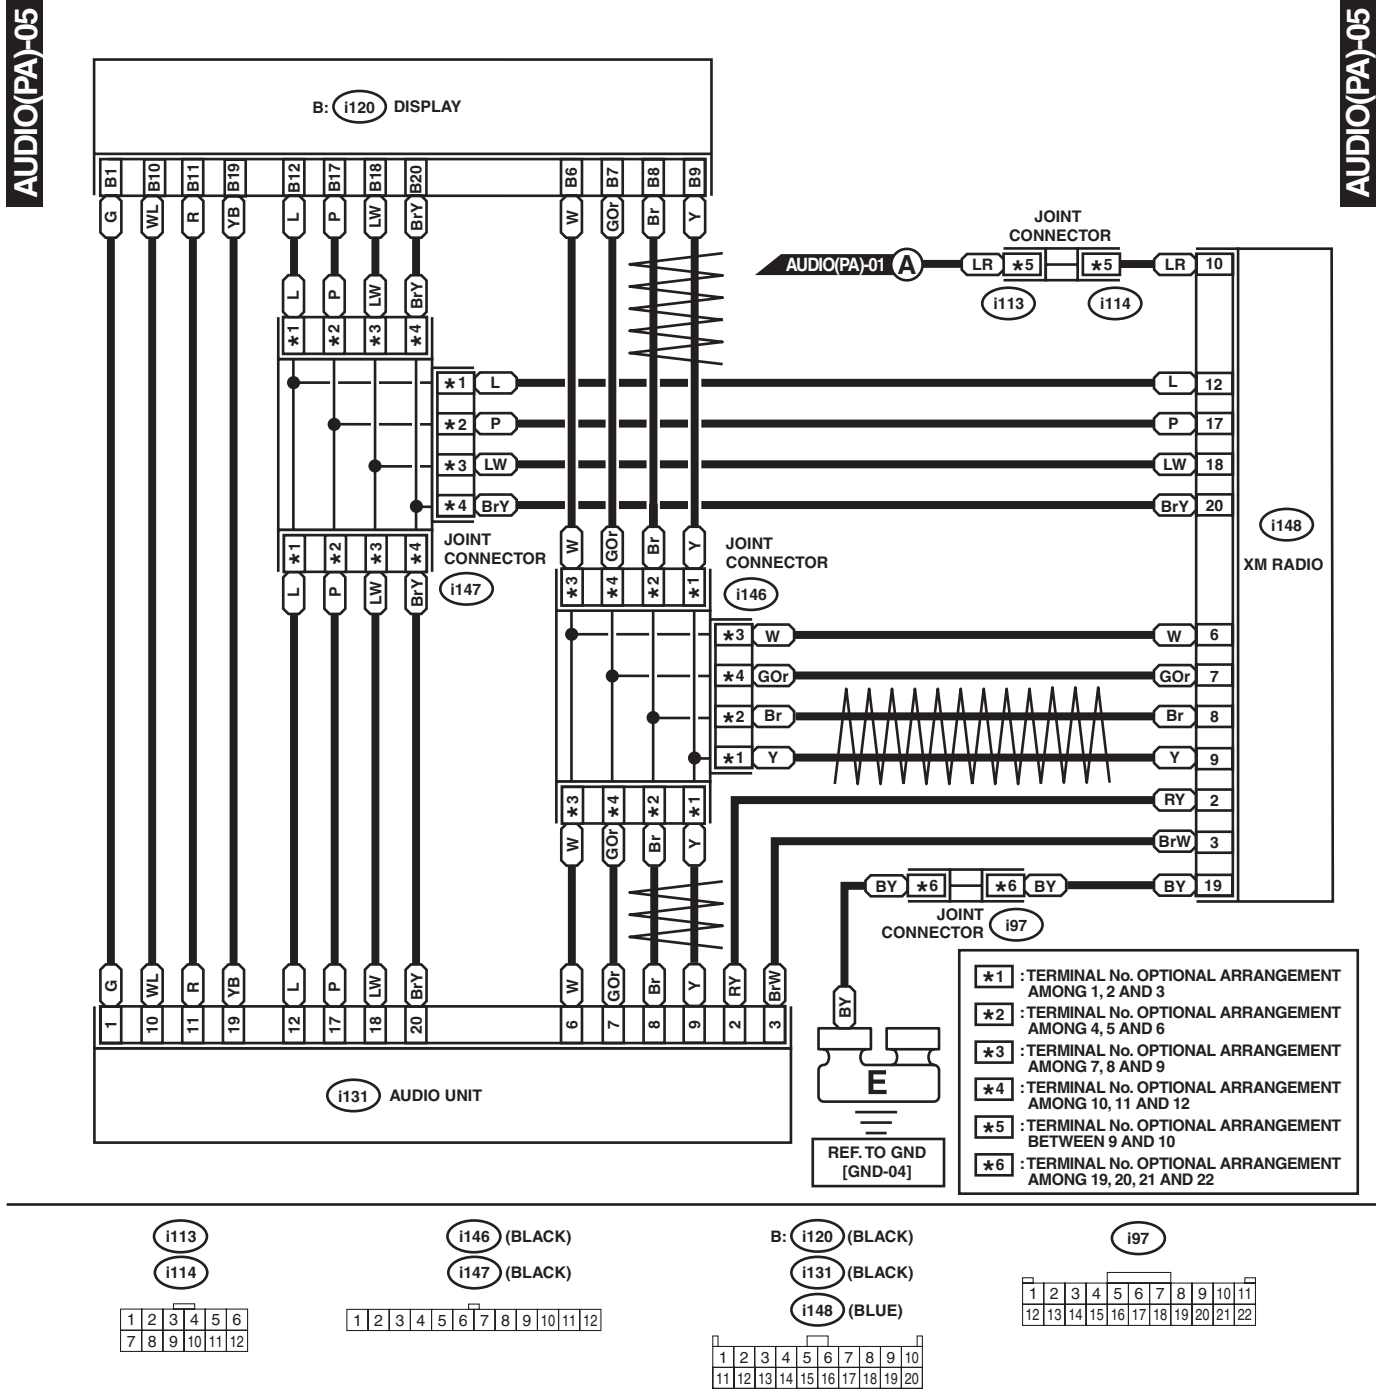 AUDIO(PA)-05
AUDIO(PA)-05
B: i120 DISPLAY
B1 B10 B11 B19 B12 B17 B18 B20 B6 B7 B8 B9
G WL R YB L P LW BrY W GOr Br Y
JOINT
CONNECTOR
AUDIO(PA)-01 A LR *5 *5 LR 10
i113 i114
L P LW BrY
*1 *2 *3 *4
*1 L L 12
*2 P P 17
*3 LW LW 18
*4 BrY BrY 20
i148
XM RADIO
*1 *2 *3 *4
L P LW BrY
JOINT
CONNECTOR
i147
W GOr Br Y
*3 *4 *2 *1
JOINT
CONNECTOR
i146
*3 W W 6
*4 GOr GOr 7
*2 Br Br 8
*1 Y Y 9
*3 *4 *2 *1
W GOr Br Y
RY 2
BrW 3
BY *6 *6 BY BY 19
JOINT
CONNECTOR i97
G WL R YB L P LW BrY W GOr Br Y RY BrW
1 10 11 19 12 17 18 20 6 7 8 9 2 3
i131 AUDIO UNIT
BY
E
REF. TO GND
[GND-04]
*1 : TERMINAL No. OPTIONAL ARRANGEMENT
AMONG 1, 2 AND 3
*2 : TERMINAL No. OPTIONAL ARRANGEMENT
AMONG 4, 5 AND 6
*3 : TERMINAL No. OPTIONAL ARRANGEMENT
AMONG 7, 8 AND 9
*4 : TERMINAL No. OPTIONAL ARRANGEMENT
AMONG 10, 11 AND 12
*5 : TERMINAL No. OPTIONAL ARRANGEMENT
BETWEEN 9 AND 10
*6 : TERMINAL No. OPTIONAL ARRANGEMENT
AMONG 19, 20, 21 AND 22
i113
i114
1 2 3 4 5 6
7 8 9 10 11 12
i146 (BLACK)
i147 (BLACK)
1 2 3 4 5 6 7 8 9 10 11 12
B: i120 (BLACK)
i131 (BLACK)
i148 (BLUE)
1 2 3 4 5 6 7 8 9 10
11 12 13 14 15 16 17 18 19 20
i97
1 2 3 4 5 6 7 8 9 10 11
12 13 14 15 16 17 18 19 20 21 22